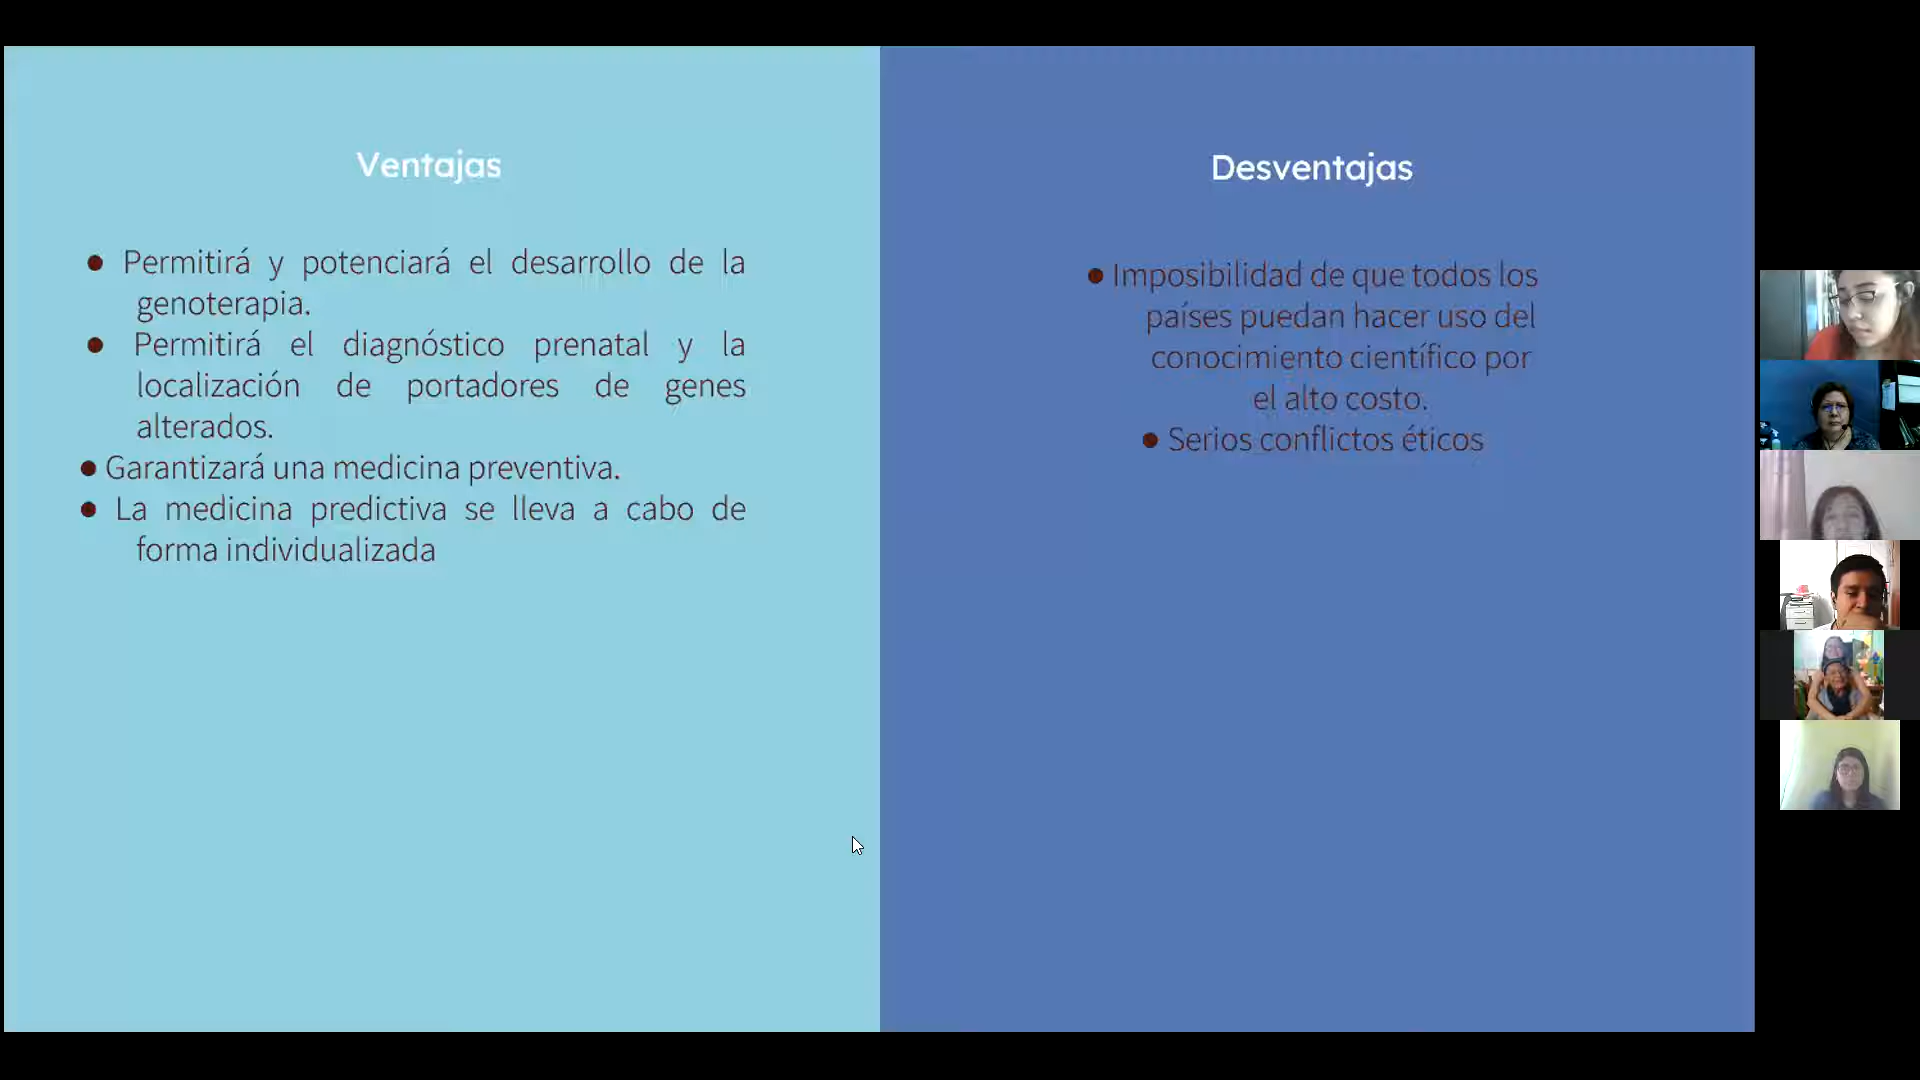 Ventajas
● Permitirá y potenciará el desarrollo de la
genoterapia.
● Permitirá el diagnóstico prenatal y la
localización de portadores de genes
alterados.
● Garantizará una medicina preventiva.
● La medicina predictiva se lleva a cabo de
forma individualizada
Desventajas
● Imposibilidad de que todos los
países puedan hacer uso del
conocimiento científico por
el alto costo.
● Serios conflictos éticos